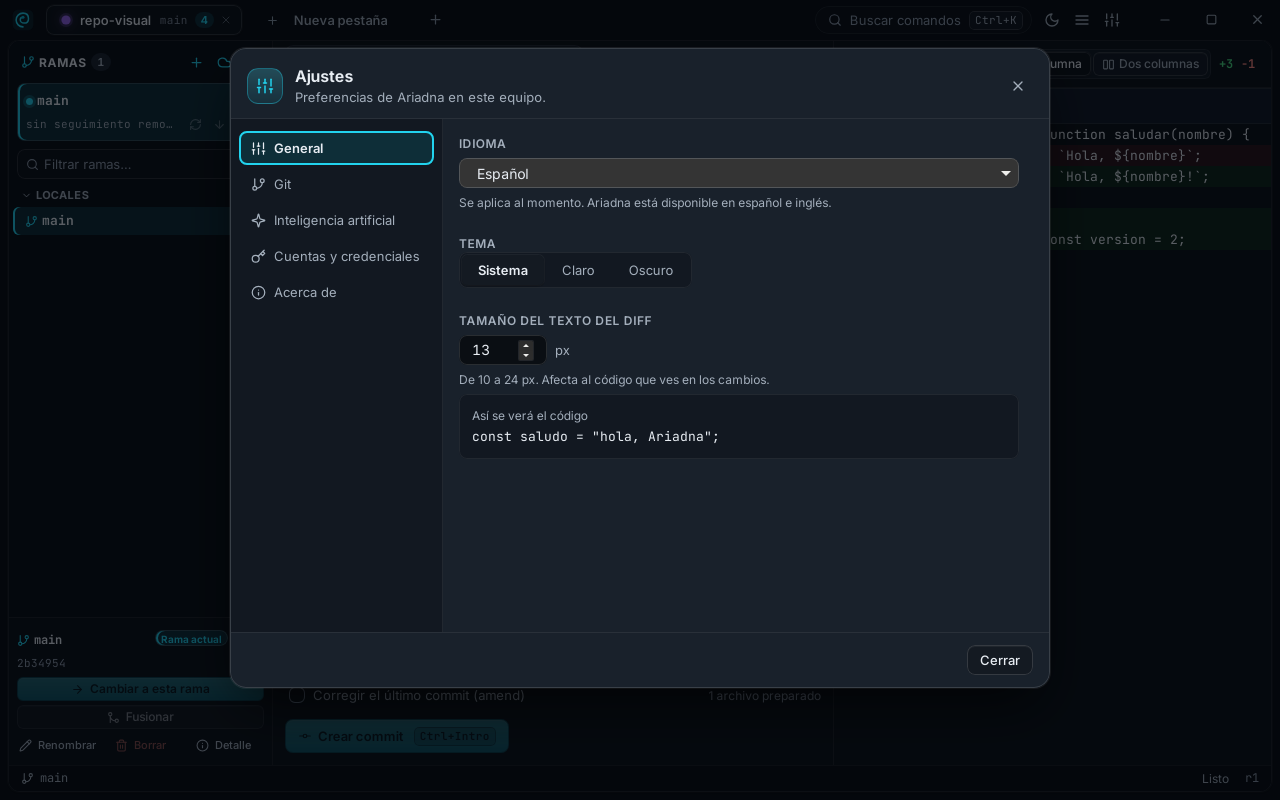 repo-visual main 4
Nueva pestaña
Buscar comandos Ctrl+K
RAMAS 1
main
sin seguimiento remo…
Filtrar ramas…
LOCALES
main
main
Rama actual
2b34954
Cambiar a esta rama
Fusionar
Renombrar
Borrar
Detalle
Ajustes
Preferencias de Ariadna en este equipo.
General
Git
Inteligencia artificial
Cuentas y credenciales
Acerca de
IDIOMA
Español
Se aplica al momento. Ariadna está disponible en español e inglés.
TEMA
Sistema Claro Oscuro
TAMAÑO DEL TEXTO DEL DIFF
13 px
De 10 a 24 px. Afecta al código que ves en los cambios.
Así se verá el código
const saludo = "hola, Ariadna";
Cerrar
Corregir el último commit (amend)
1 archivo preparado
Crear commit Ctrl+Intro
umna
Dos columnas
+3 -1
unction saludar(nombre) {
`Hola, ${nombre}`;
`Hola, ${nombre}!`;
onst version = 2;
main
Listo r1